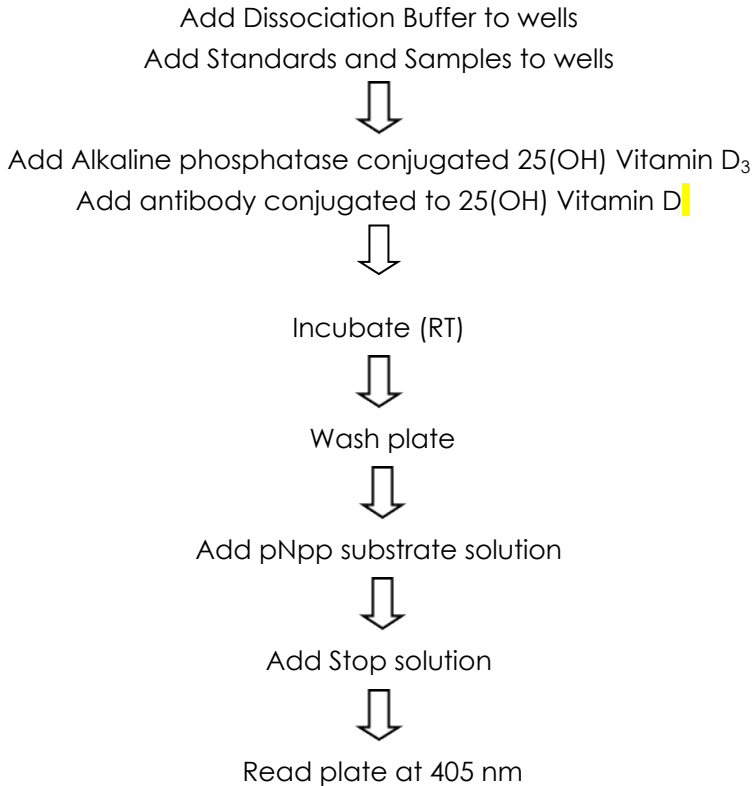 Add Dissociation Buffer to wells
Add Standards and Samples to wells
Add Alkaline phosphatase conjugated 25(OH) Vitamin D₃
Add antibody conjugated to 25(OH) Vitamin D
Incubate (RT)
Wash plate
Add pNpp substrate solution
Add Stop solution
Read plate at 405 nm